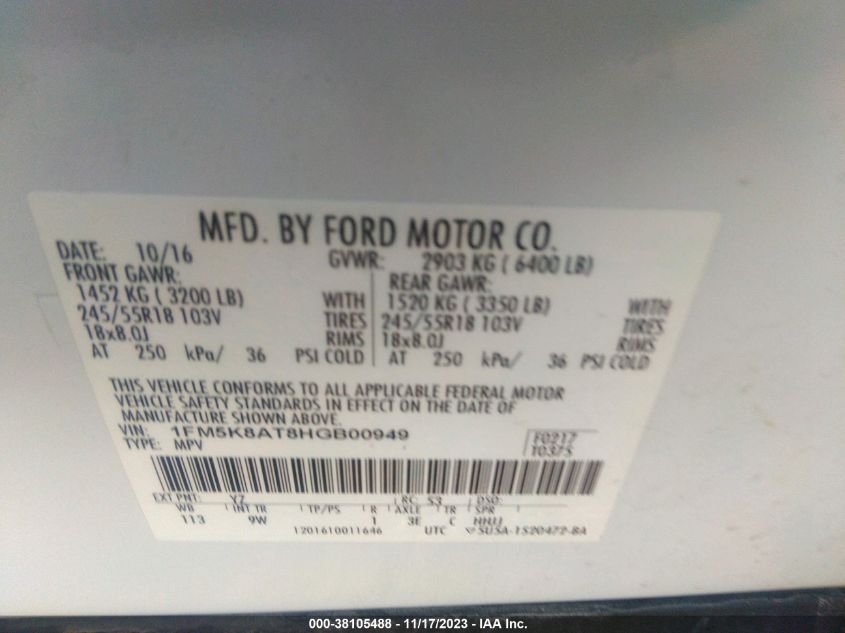 MFD. BY FORD MOTOR CO.
DATE: 10/16 GVWR: 2903 KG ( 6400 LB)
FRONT GAWR: REAR GAWR:
1452 KG ( 3200 LB) WITH 1520 KG ( 3350 LB) WITH
245/55R18 103V TIRES 245/55R18 103V TIRES
18x8.0J RIMS 18x8.0J RIMS
AT 250 kPa/ 36 PSI COLD AT 250 kPa/ 36 PSI COLD
THIS VEHICLE CONFORMS TO ALL APPLICABLE FEDERAL MOTOR
VEHICLE SAFETY STANDARDS IN EFFECT ON THE DATE OF
MANUFACTURE SHOWN ABOVE.
VIN: 1FM5K8AT8HGB00949 F0217
TYPE: MPV T0375
EXT PNT: YZ RC: 53 DSO:
WB INT TR TP/PS R AXLE TR SPR
113 9W 1 3E C HHJJ
1201610011646 UTC 5U5A-1520472-BA
000-38105488 - 11/17/2023 - IAA Inc.